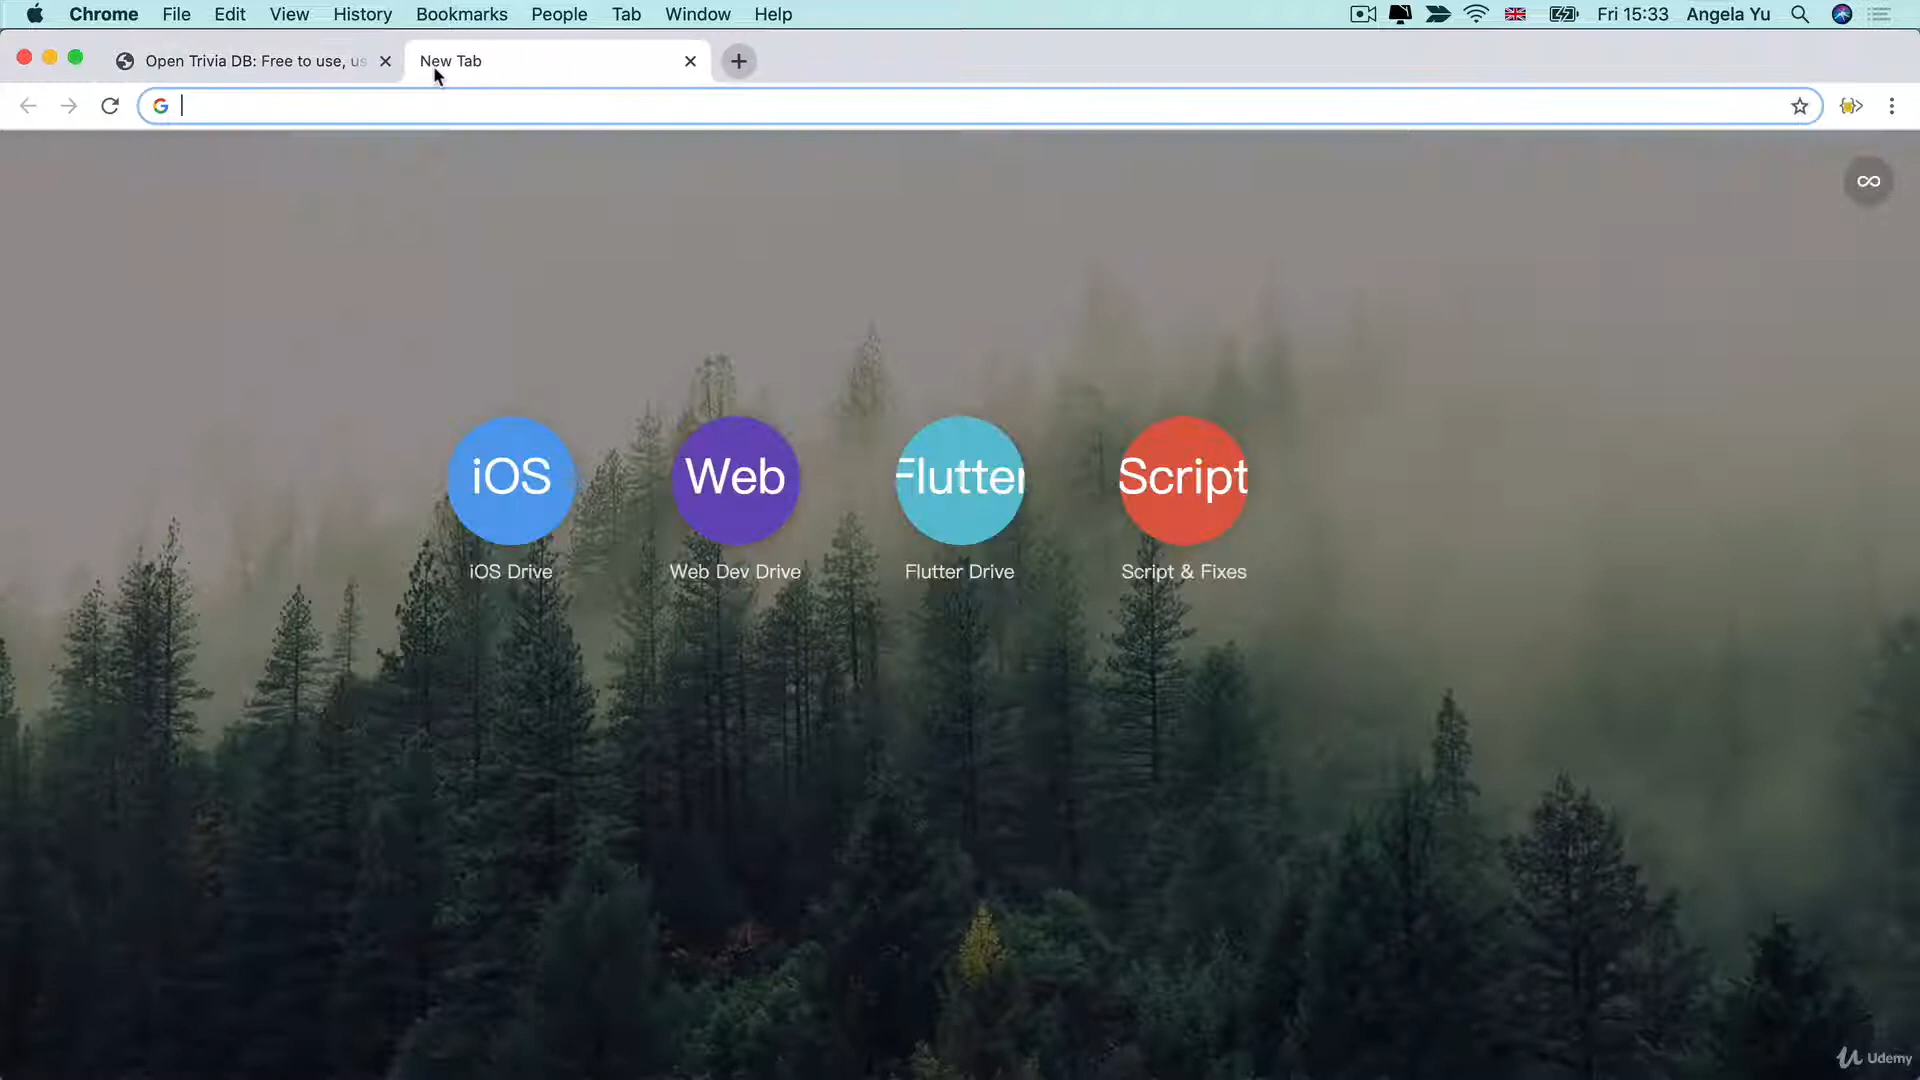 Chrome File Edit View History Bookmarks People Tab Window Help Fri 15:33 Angela Yu
Open Trivia DB: Free to use, us New Tab
iOS Web Flutter Script
iOS Drive Web Dev Drive Flutter Drive Script & Fixes
Udemy